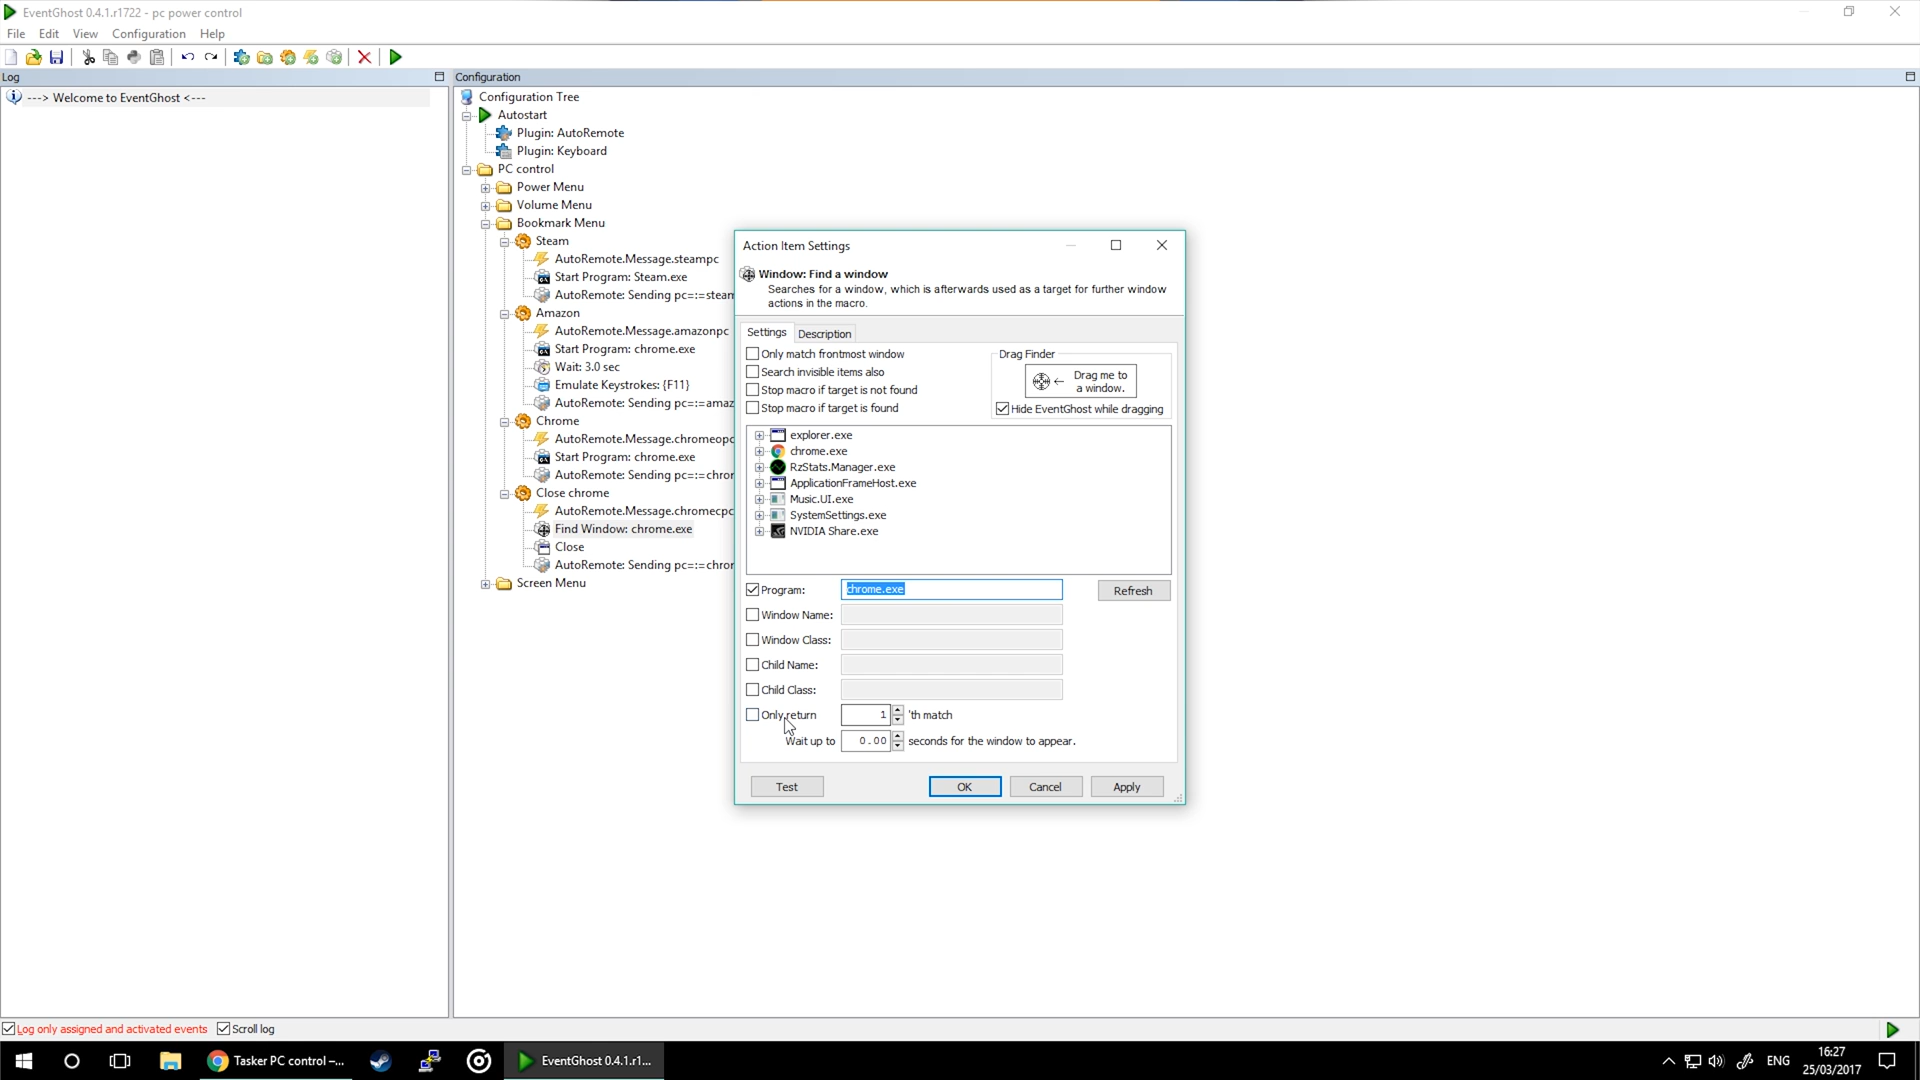 EventGhost 0.4.1.r1722 - pc power control
File Edit View Configuration Help
Log
Configuration
---> Welcome to EventGhost <---
Configuration Tree
Autostart
Plugin: AutoRemote
Plugin: Keyboard
PC control
Power Menu
Volume Menu
Bookmark Menu
Steam
AutoRemote.Message.steampc
Start Program: Steam.exe
AutoRemote: Sending pc=:=steam
Amazon
AutoRemote.Message.amazonpc
Start Program: chrome.exe
Wait: 3.0 sec
Emulate Keystrokes: {F11}
AutoRemote: Sending pc=:=amaz
Chrome
AutoRemote.Message.chromeopc
Start Program: chrome.exe
AutoRemote: Sending pc=:=chror
Close chrome
AutoRemote.Message.chromecpc
Find Window: chrome.exe
Close
AutoRemote: Sending pc=:=chror
Screen Menu
Action Item Settings
Window: Find a window
Searches for a window, which is afterwards used as a target for further window
actions in the macro.
Settings Description
Only match frontmost window
Search invisible items also
Stop macro if target is not found
Stop macro if target is found
Drag Finder
Drag me to
a window.
Hide EventGhost while dragging
explorer.exe
chrome.exe
RzStats.Manager.exe
ApplicationFrameHost.exe
Music.UI.exe
SystemSettings.exe
NVIDIA Share.exe
Program: chrome.exe Refresh
Window Name:
Window Class:
Child Name:
Child Class:
Only return 1 'th match
Wait up to 0.00 seconds for the window to appear.
Test OK Cancel Apply
Log only assigned and activated events Scroll log
Tasker PC control –... EventGhost 0.4.1.r1... ENG 16:27
25/03/2017